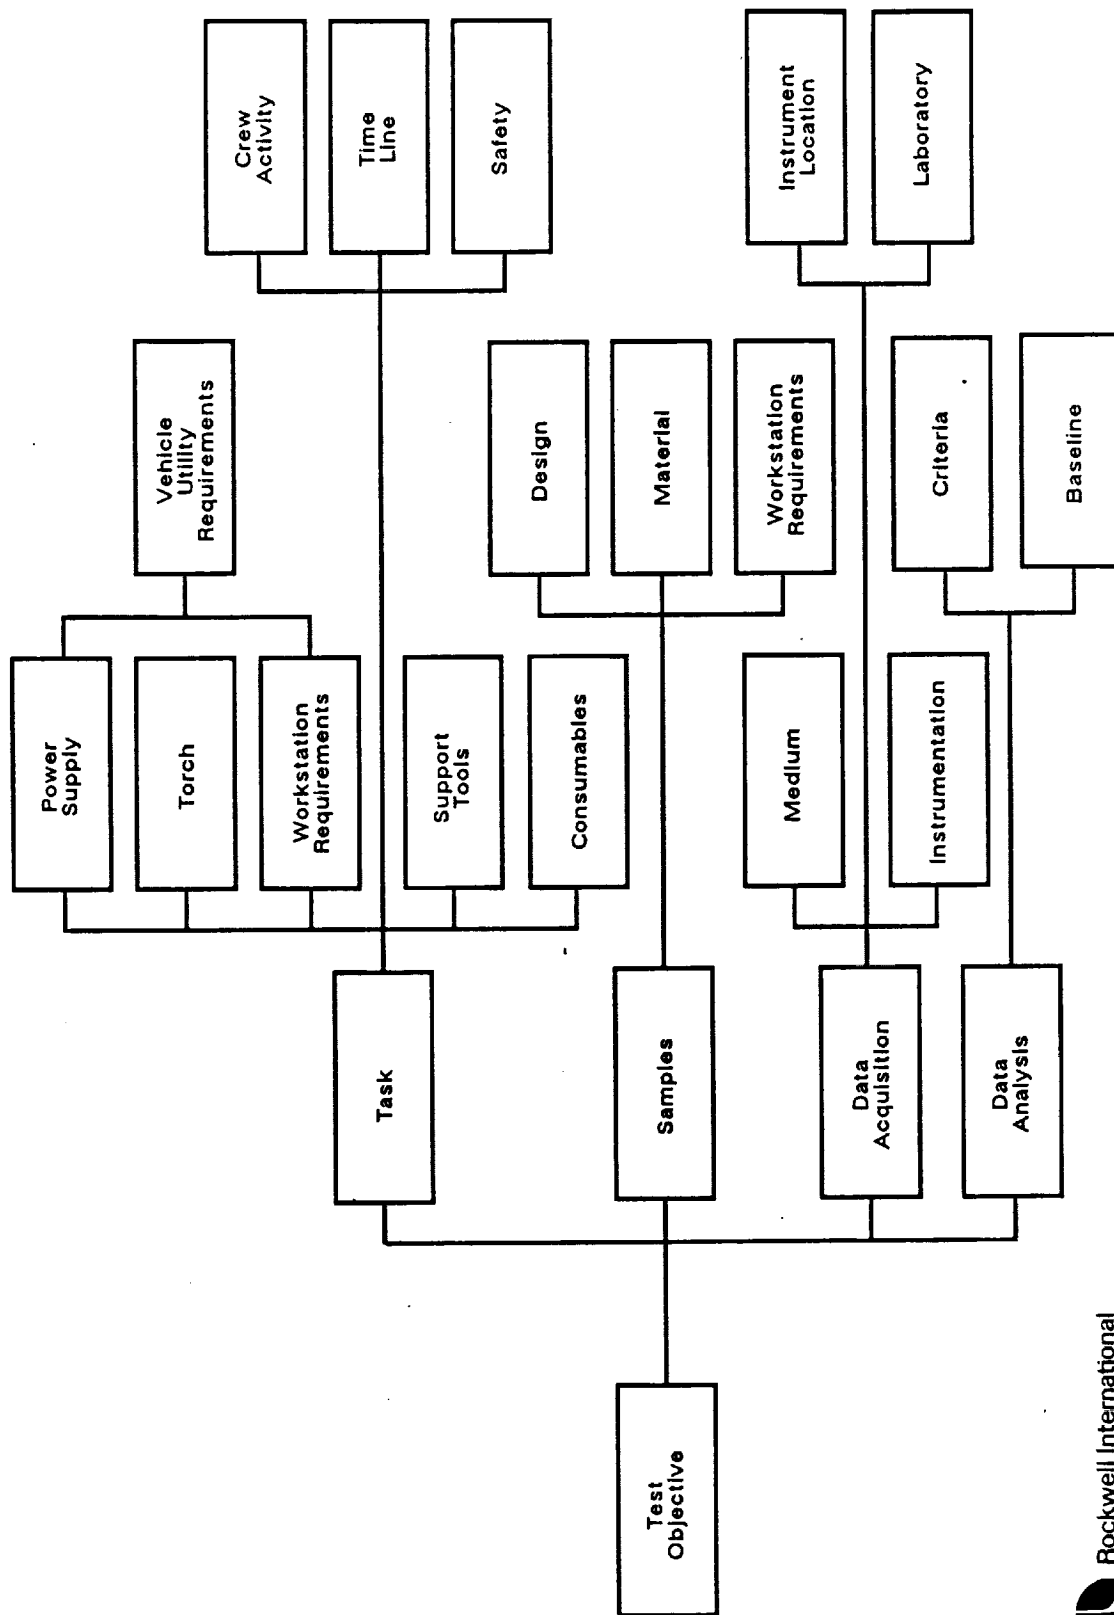 Test
Objective
Task
Samples
Data
Acquisition
Data
Analysis
Power
Supply
Torch
Workstation
Requirements
Support
Tools
Consumables
Medium
Instrumentation
Vehicle
Utility
Requirements
Design
Material
Workstation
Requirements
Criteria
Baseline
Crew
Activity
Time
Line
Safety
Instrument
Location
Laboratory
Rockwell International